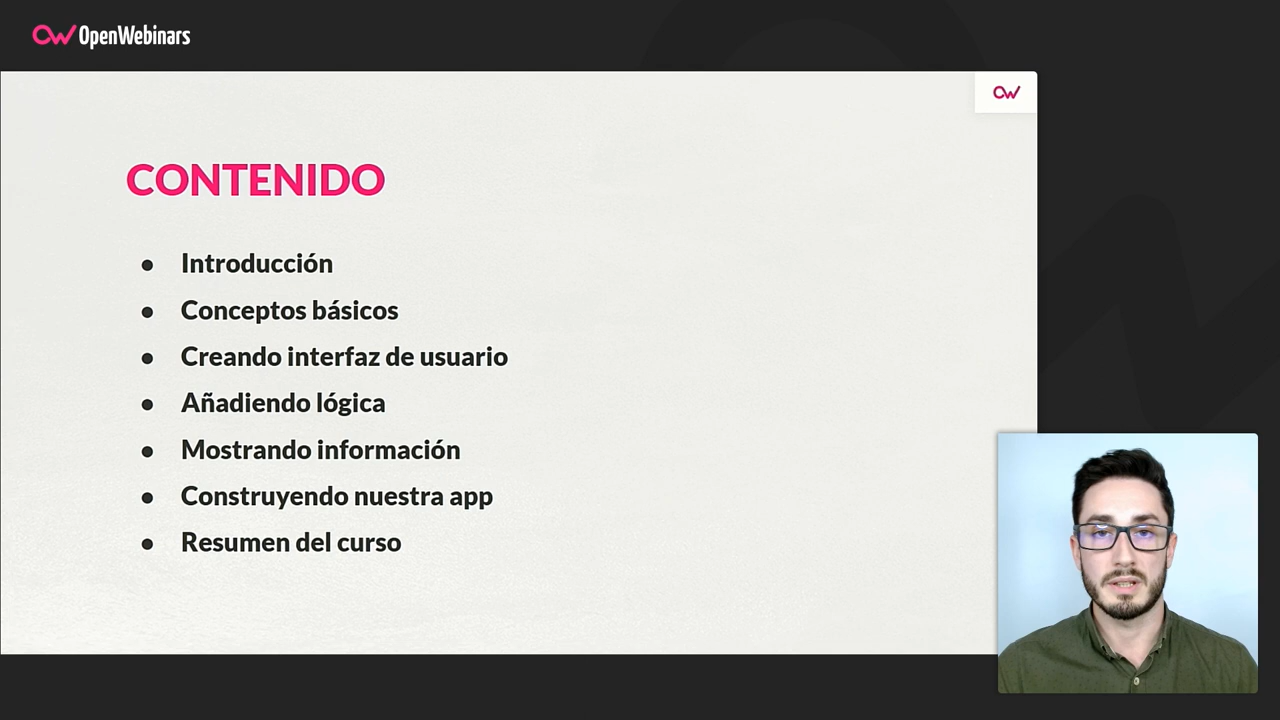 OpenWebinars
CONTENIDO
● Introducción
● Conceptos básicos
● Creando interfaz de usuario
● Añadiendo lógica
● Mostrando información
● Construyendo nuestra app
● Resumen del curso